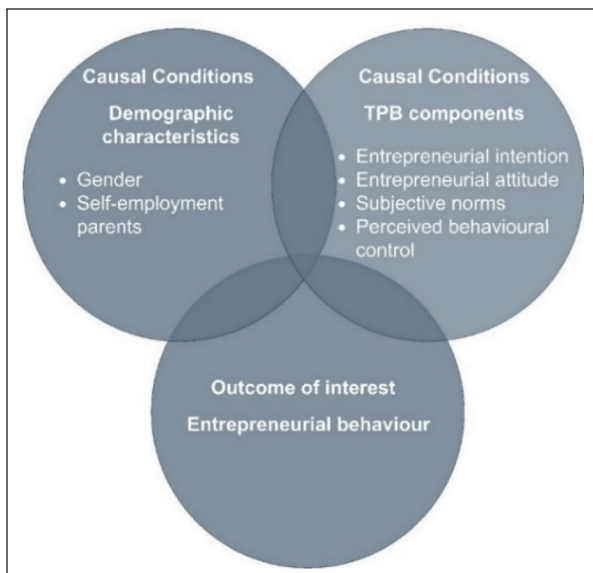 Causal Conditions
Demographic
characteristics
• Gender
• Self-employment
parents
Causal Conditions
TPB components
• Entrepreneurial intention
• Entrepreneurial attitude
• Subjective norms
• Perceived behavioural
control
Outcome of interest
Entrepreneurial behaviour